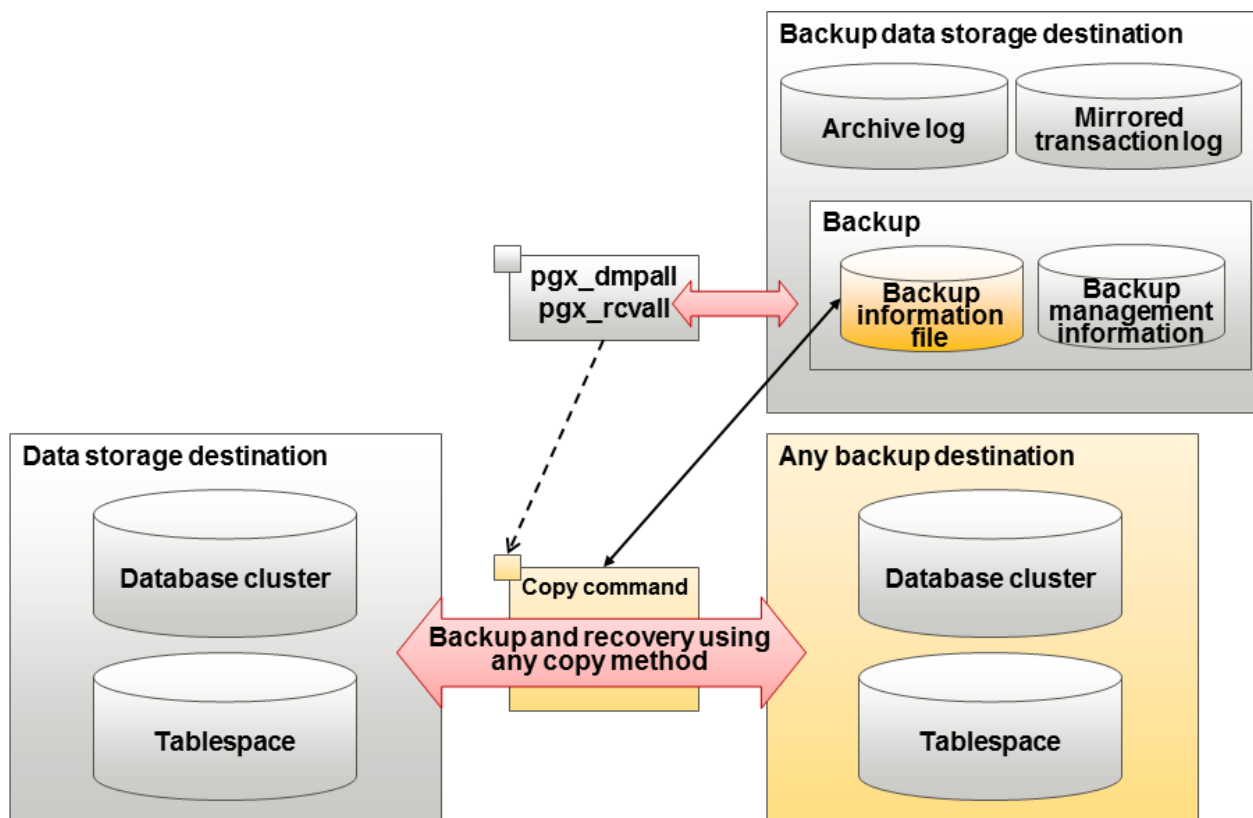 Backup data storage destination
Archive log
Mirrored
transaction log
Backup
pgx_dmpall
pgx_rcvall
Backup
information
file
Backup
management
information
Data storage destination
Any backup destination
Database cluster
Copy command
Database cluster
Backup and recovery using
any copy method
Tablespace
Tablespace